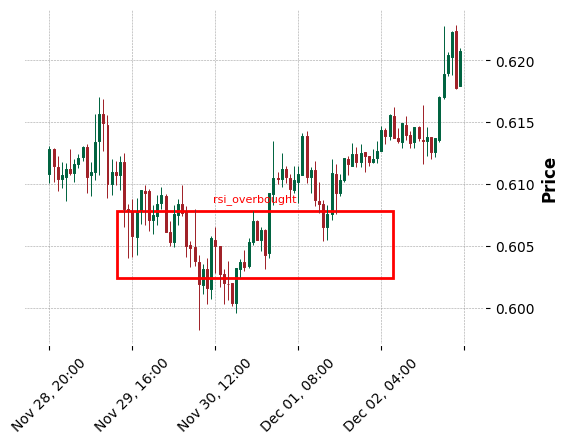 0.620
0.615
rsi_overbought
0.610
0.605
0.600
Price
Nov 28, 20:00
Nov 29, 16:00
Nov 30, 12:00
Dec 01, 08:00
Dec 02, 04:00